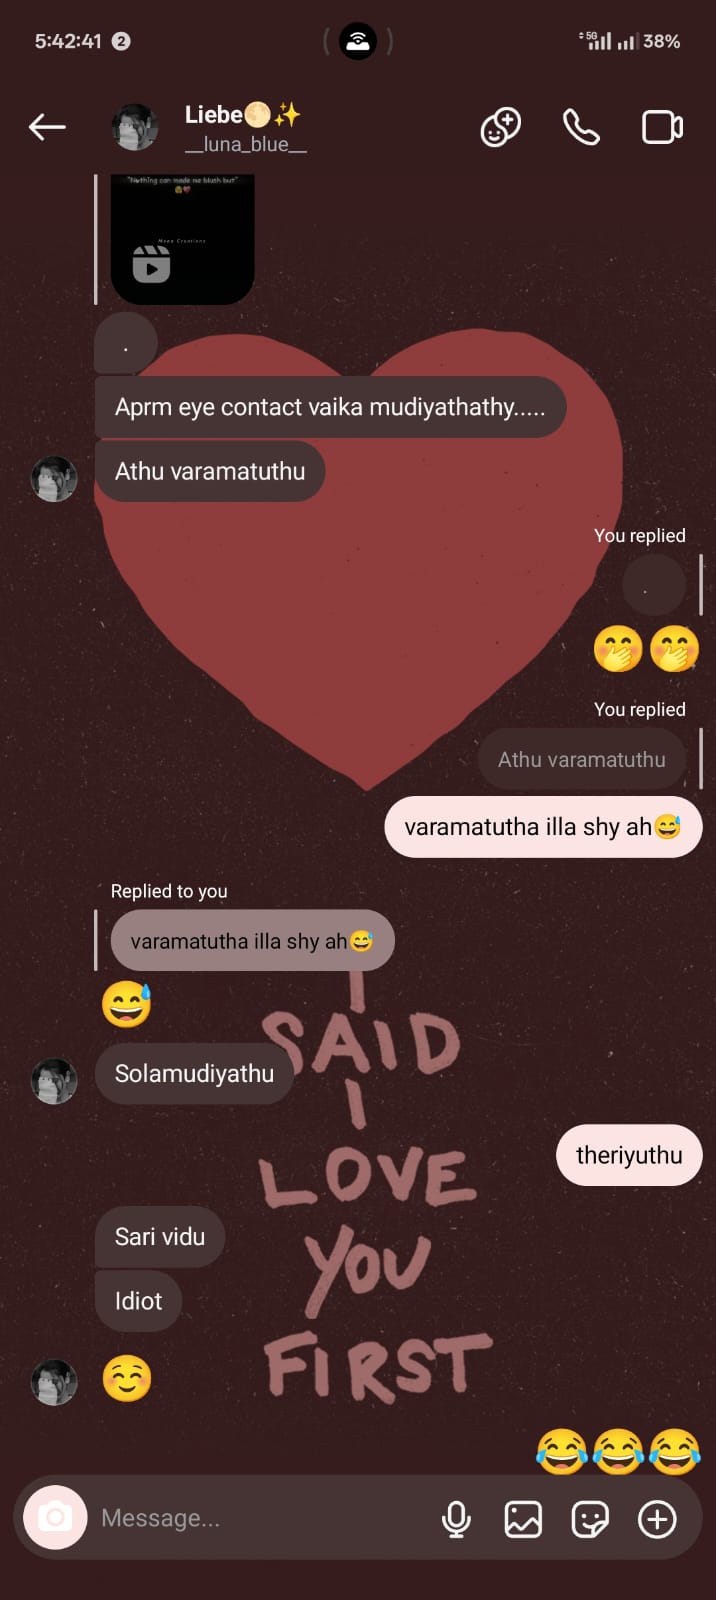 5:42:41 2
5G 38%
Liebe🌕✨
__luna_blue__
"Nothing can made me blush but"
🙈❤️
. 
Aprm eye contact vaika mudiyathathy.....
Athu varamatuthu
You replied
.
🤭🤭
You replied
Athu varamatuthu
varamatutha illa shy ah😅
Replied to you
varamatutha illa shy ah😅
😅
I
SAID
Solamudiyathu
I
theriyuthu
LOVE
Sari vidu
YOU
Idiot
FIRST
☺️
😂😂😂
Message...